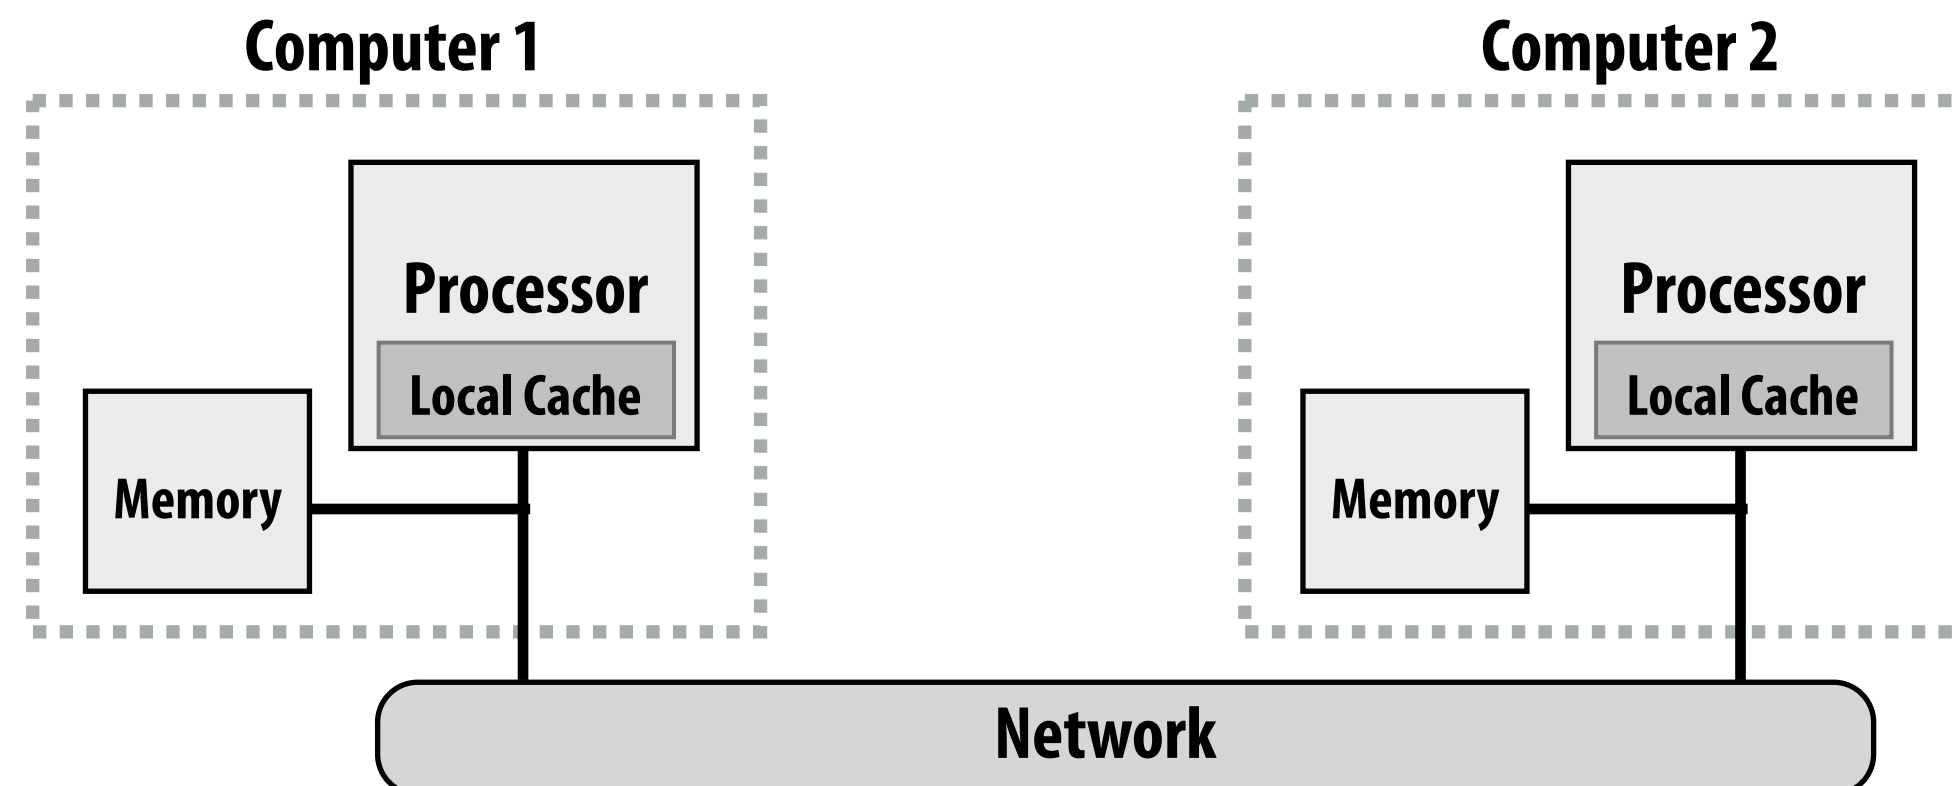 Computer 1
Computer 2
Processor
Local Cache
Memory
Processor
Local Cache
Memory
Network